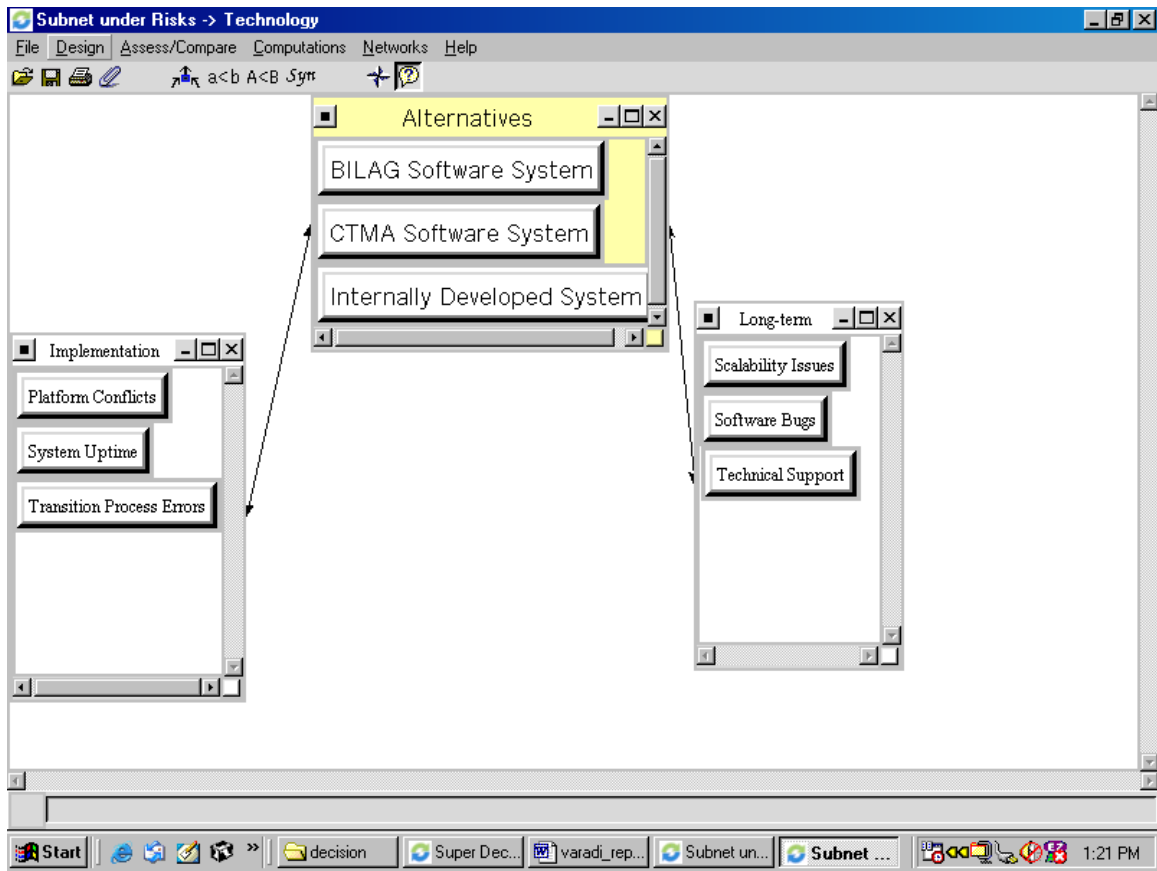 Subnet under Risks -> Technology
File Design Assess/Compare Computations Networks Help
a<b A<B Syn
Alternatives
BILAG Software System
CTMA Software System
Internally Developed System
Implementation
Platform Conflicts
System Uptime
Transition Process Errors
Long-term
Scalability Issues
Software Bugs
Technical Support
Start » decision Super Dec... varadi_rep... Subnet un... Subnet ... 1:21 PM